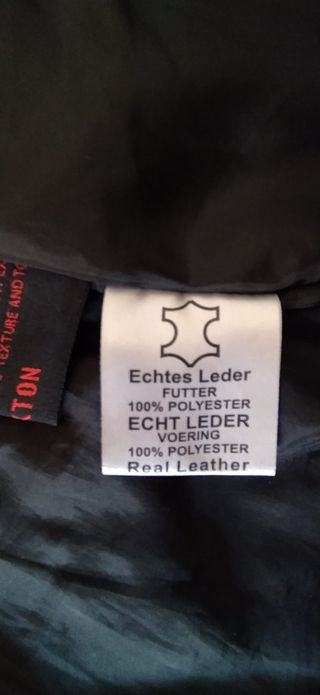 TEXTURE AND
TON
Echtes Leder
FUTTER
100% POLYESTER
ECHT LEDER
VOERING
100% POLYESTER
Real Leather